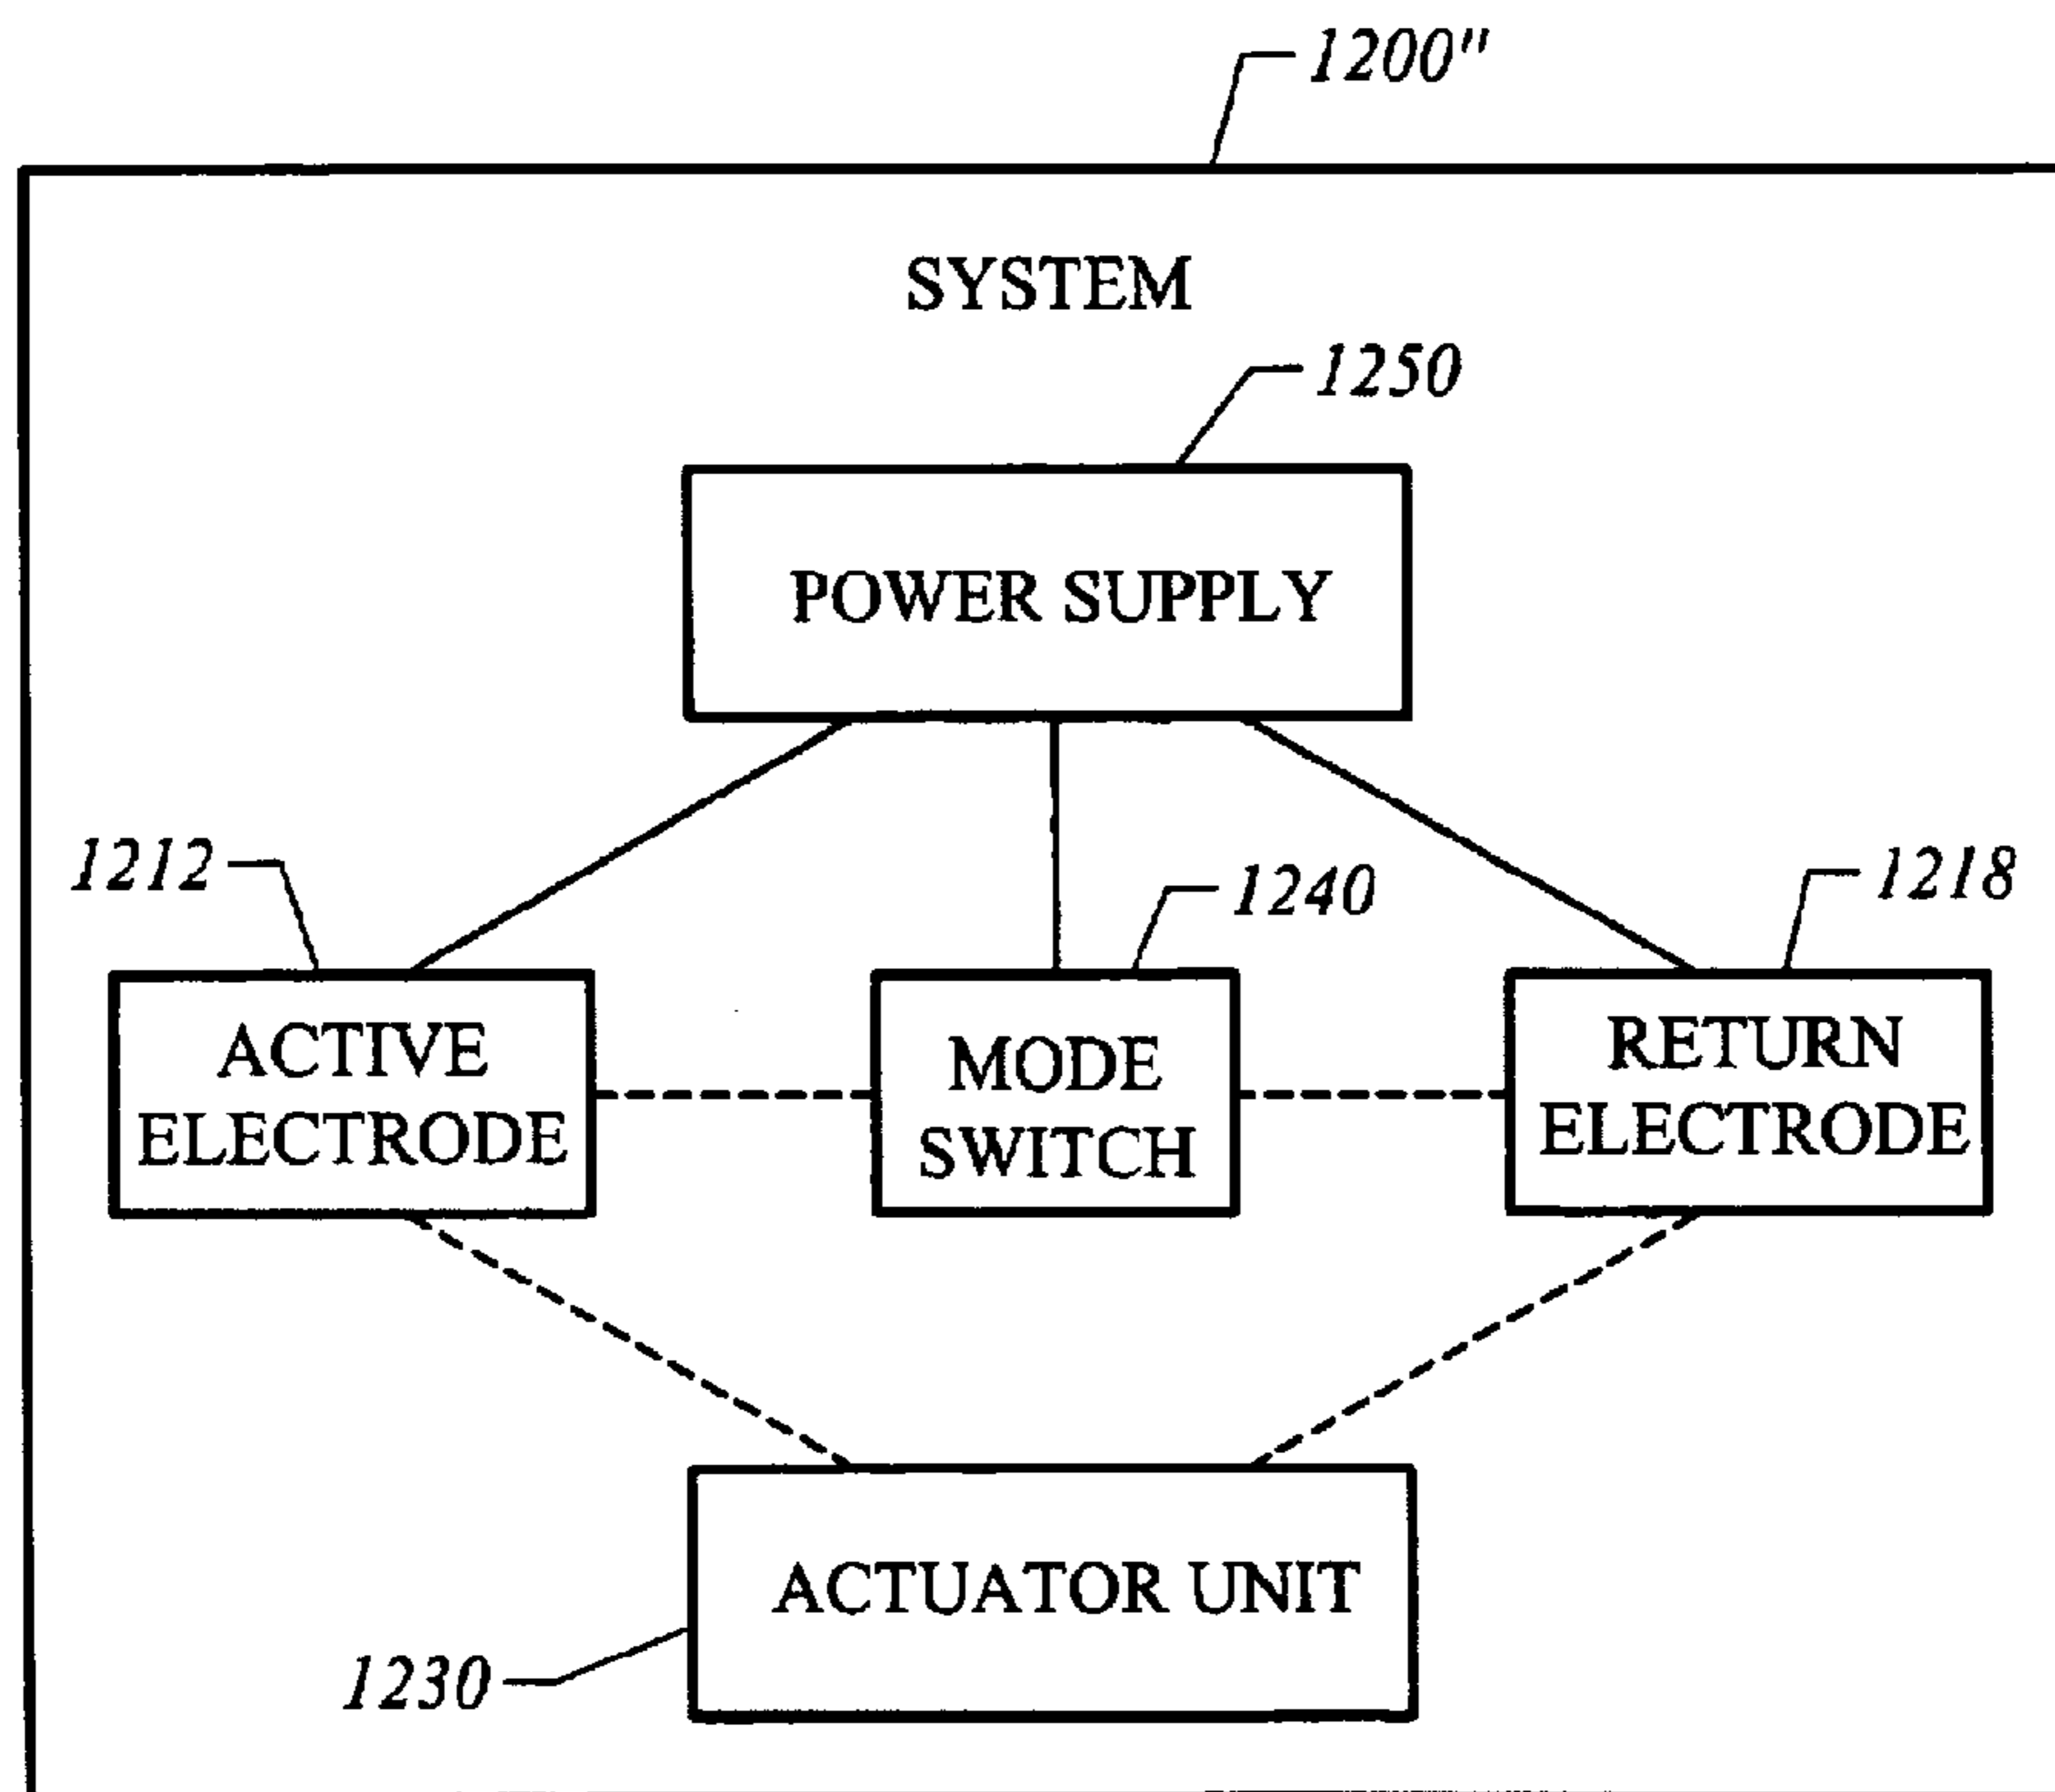 1200"
SYSTEM
1250
POWER SUPPLY
1212
1240
1218
ACTIVE
ELECTRODE
MODE
SWITCH
RETURN
ELECTRODE
ACTUATOR UNIT
1230